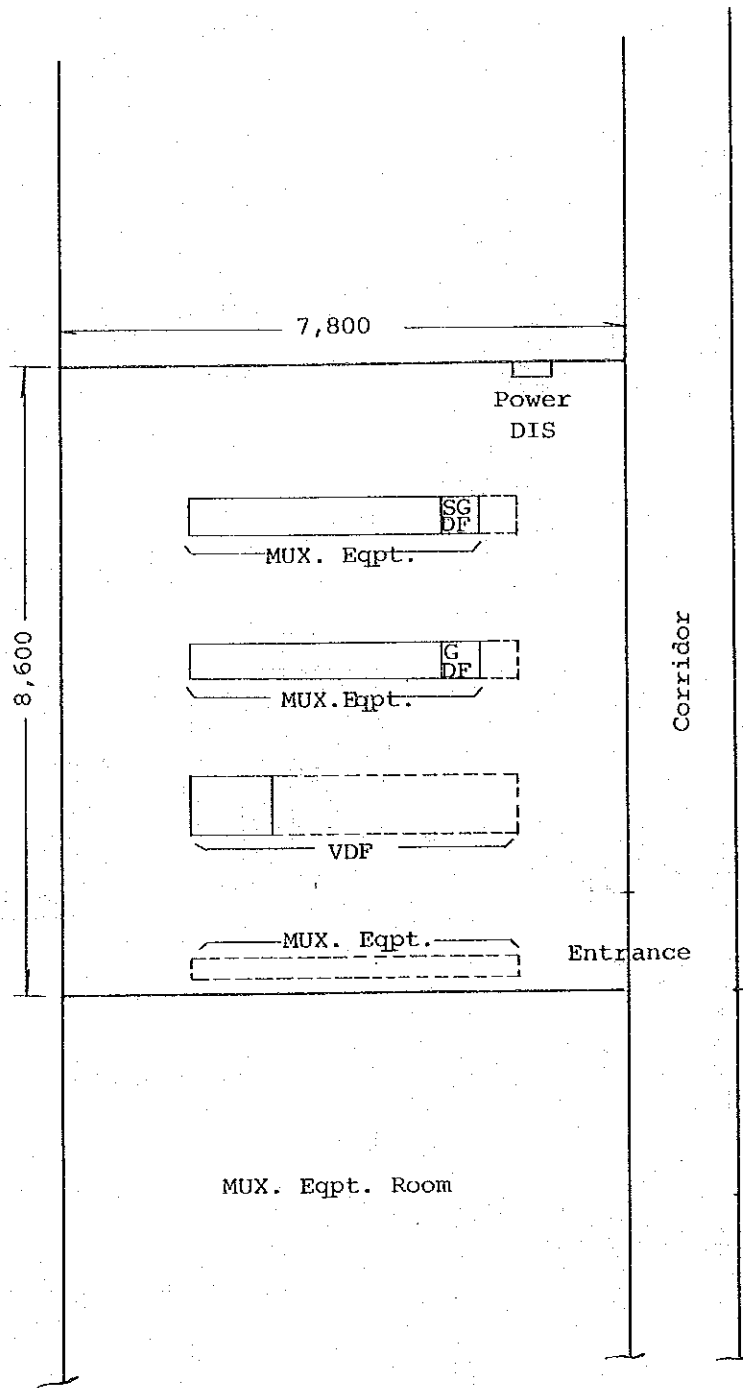 7,800
Power
DIS
SG
DF
MUX. Eqpt.
8,600
G
DF
MUX.Eqpt.
Corridor
VDF
MUX. Eqpt.
Entrance
MUX. Eqpt. Room